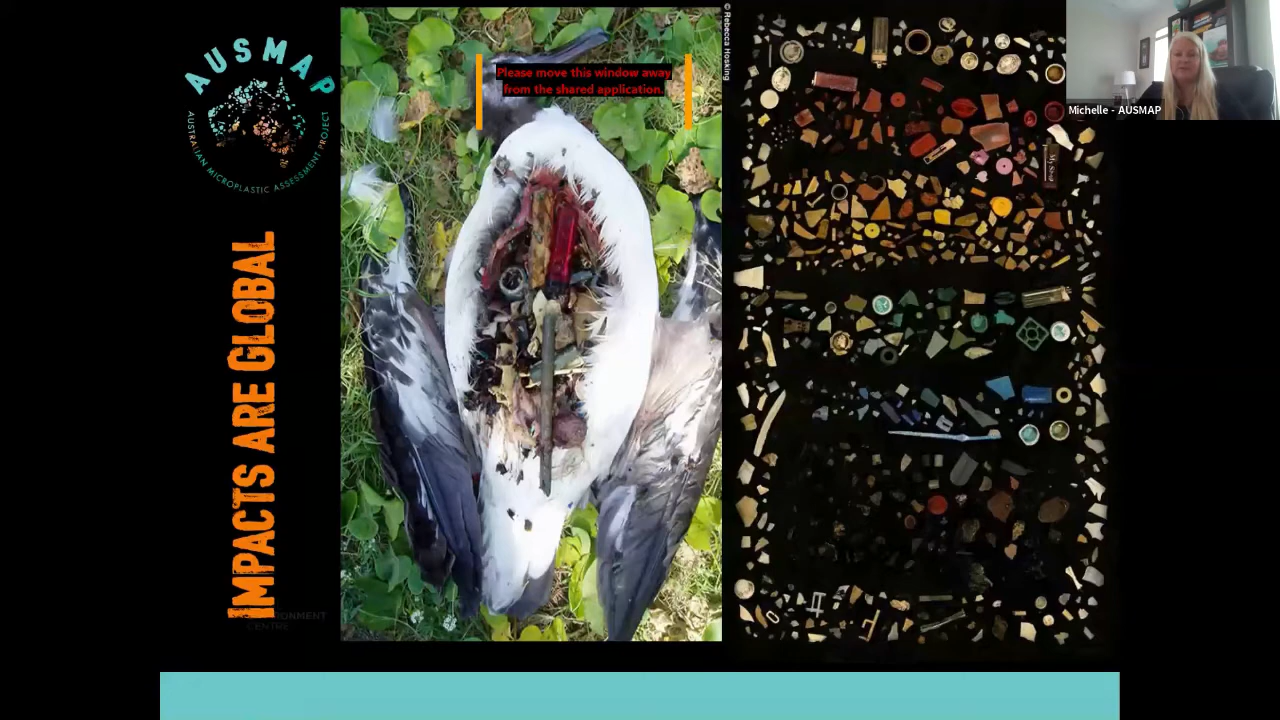 AUSMAP
AUSTRALIAN MICROPLASTIC ASSESSMENT PROJECT
IMPACTS ARE GLOBAL
Please move this window away
from the shared application.
© Rebecca Hosking
Michelle - AUSMAP
CENTRE